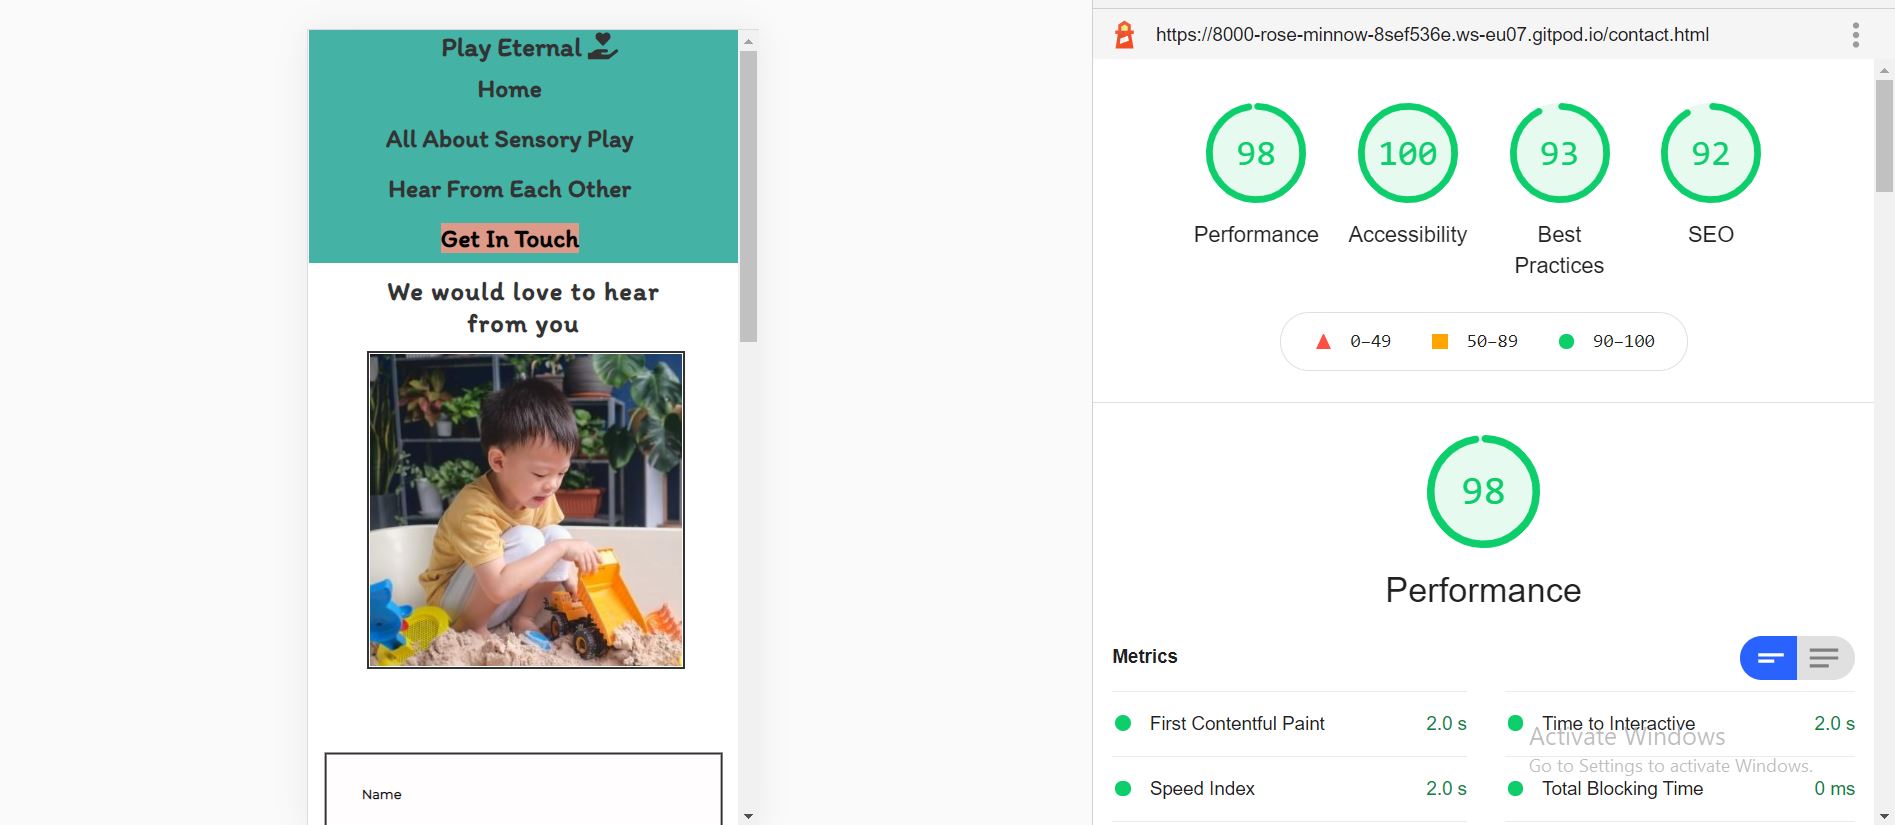 Play Eternal
Home
All About Sensory Play
Hear From Each Other
Get In Touch
We would love to hear
from you
Name
https://8000-rose-minnow-8sef536e.ws-eu07.gitpod.io/contact.html
98
100
93
92
Performance
Accessibility
Best
Practices
SEO
0–49
50–89
90–100
98
Performance
Metrics
First Contentful Paint 2.0 s
Time to Interactive 2.0 s
Speed Index 2.0 s
Total Blocking Time 0 ms
Activate Windows
Go to Settings to activate Windows.